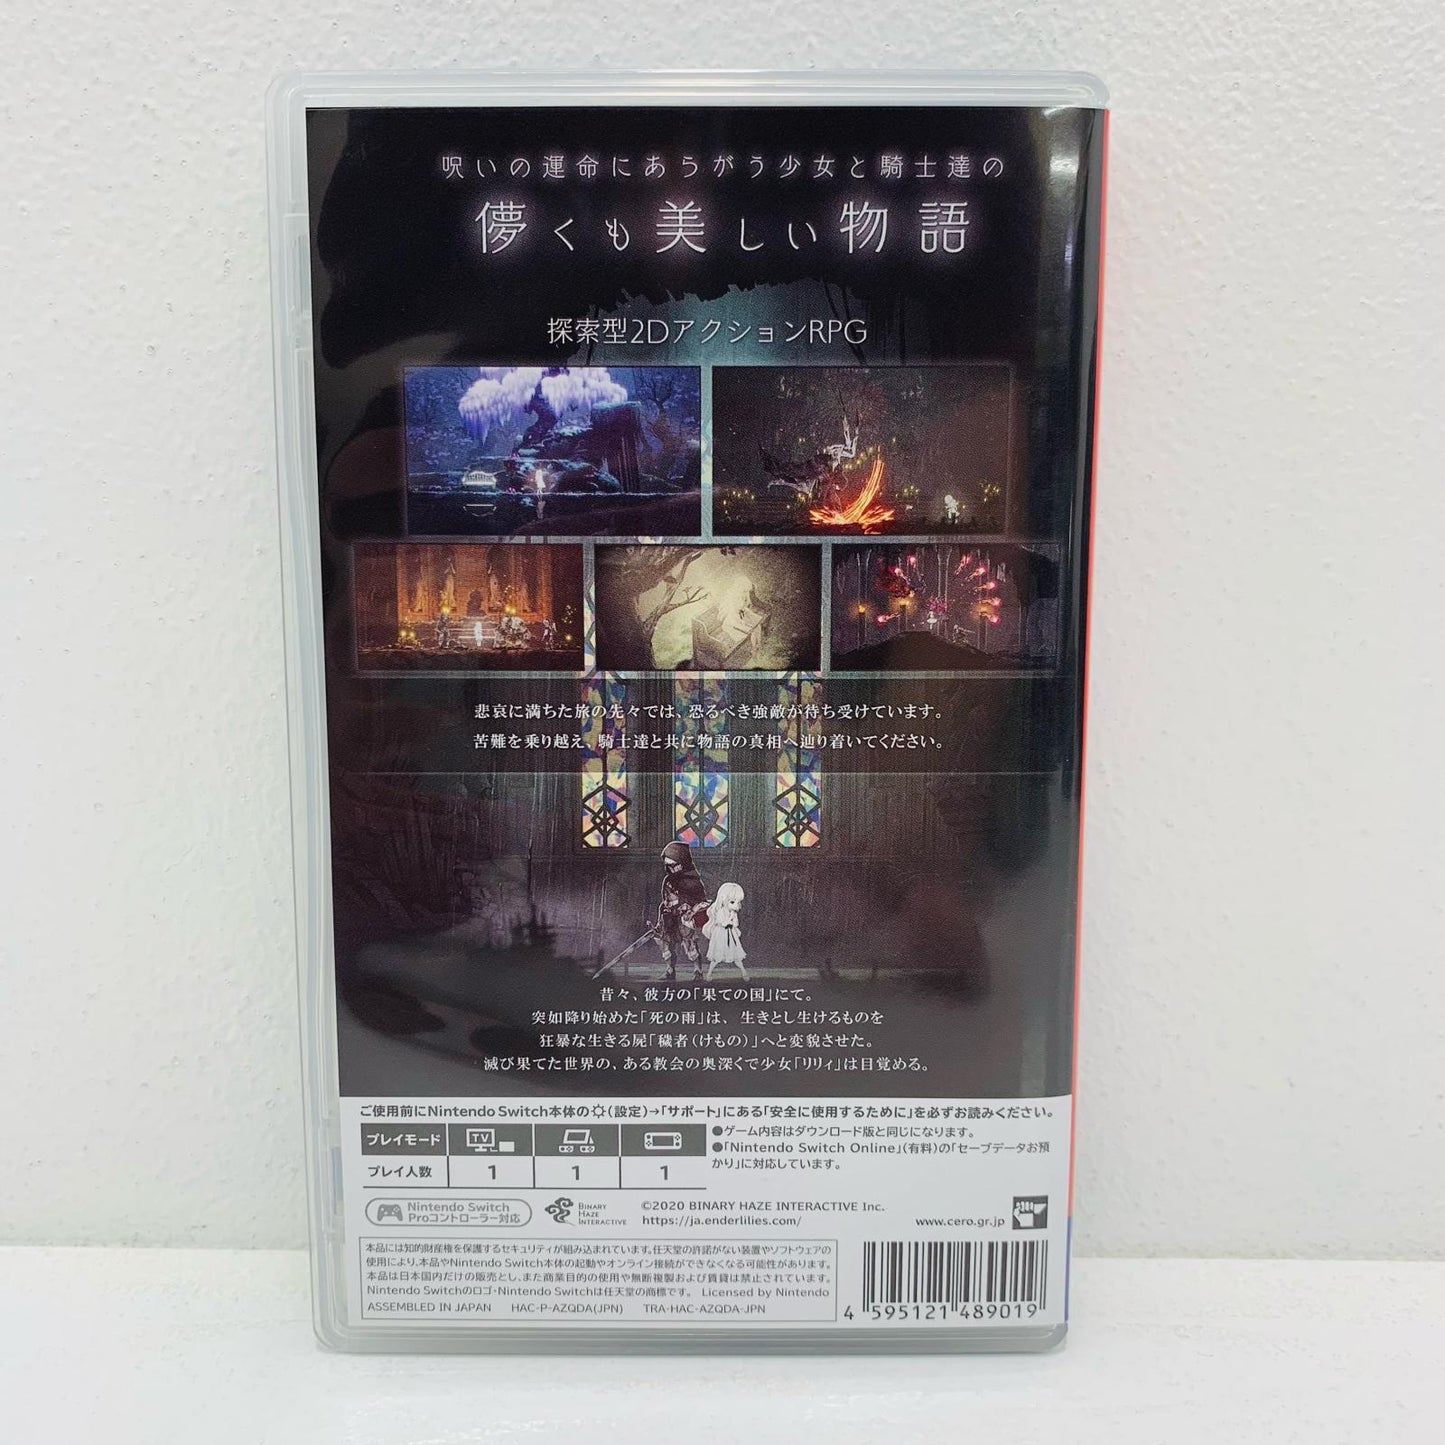 呪いの運命にあらがう少女と騎士達の
儚くも美しい物語
探索型2DアクションRPG
悲哀に満ちた旅の先々では、恐るべき強敵が待ち受けています。
苦難を乗り越え、騎士達と共に物語の真相へ辿り着いてください。
昔々、彼方の「果ての国」にて。
突如降り始めた「死の雨」は、生きとし生けるものを
狂暴な生きる屍「穢者（けもの）」へと変貌させた。
滅び果てた世界の、ある教会の奥深くで少女「リリィ」は目覚める。
ご使用前にNintendo Switch本体の(設定)→「サポート」にある「安全に使用するために」を必ずお読みください。
プレイモード TV
プレイ人数 1 1 1
●ゲーム内容はダウンロード版と同じになります。
●「Nintendo Switch Online」(有料)の「セーブデータお預
かり」に対応しています。
Nintendo Switch
Proコントローラー対応
BINARY
HAZE
INTERACTIVE
©2020 BINARY HAZE INTERACTIVE Inc.
https://ja.enderlilies.com/
www.cero.gr.jp
本品には知的財産権を保護するセキュリティが組み込まれています。任天堂の許諾がない装置やソフトウェアの
使用により、本品やNintendo Switch本体の起動やオンライン接続ができなくなる可能性があります。
本品は日本国内だけの販売とし、また商業目的の使用や無断複製および賃貸は禁止されています。
Nintendo Switchのロゴ・Nintendo Switchは任天堂の商標です。 Licensed by Nintendo
ASSEMBLED IN JAPAN HAC-P-AZQDA(JPN) TRA-HAC-AZQDA-JPN
4 595121 489019